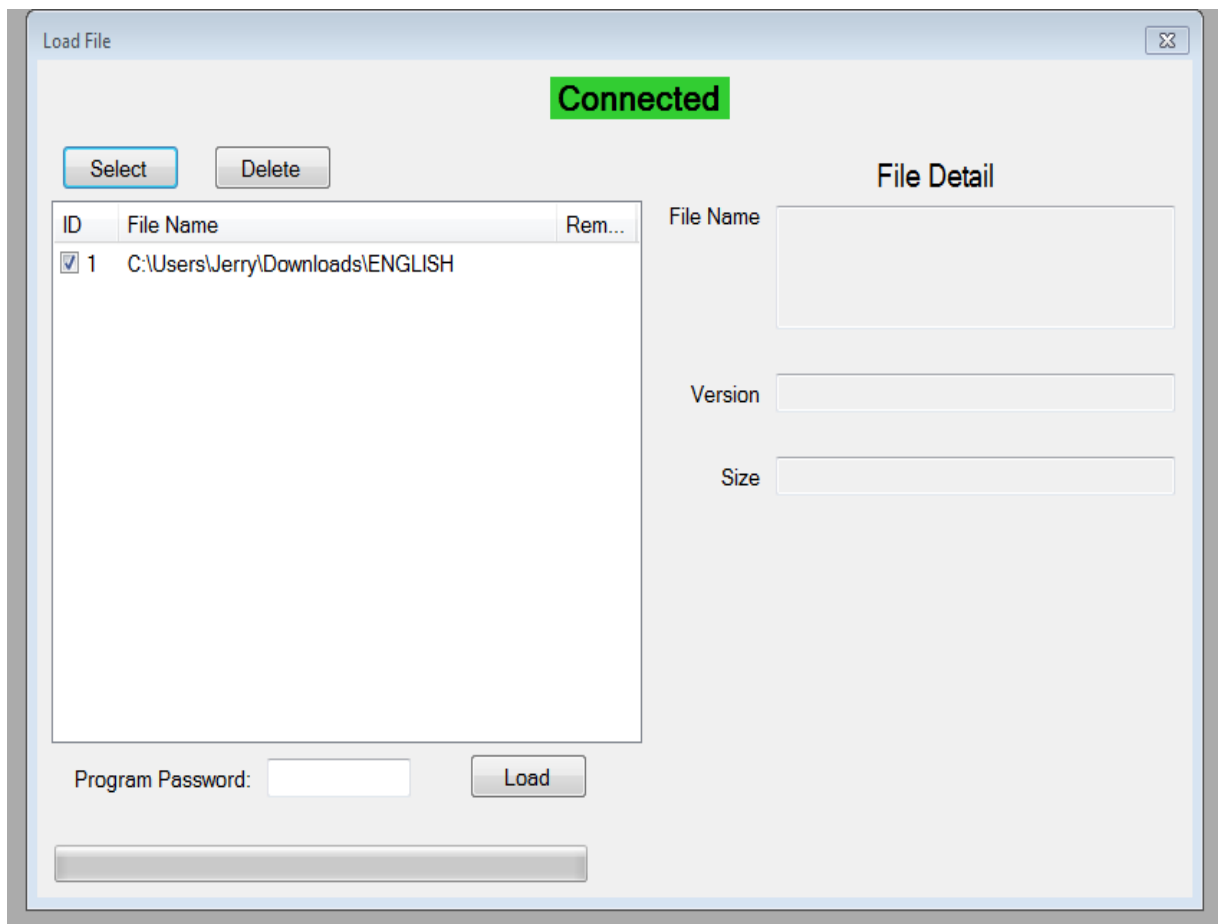 Load File
Connected
Select Delete
File Detail
ID File Name Rem...
1 C:\Users\Jerry\Downloads\ENGLISH
File Name
Version
Size
Program Password: Load